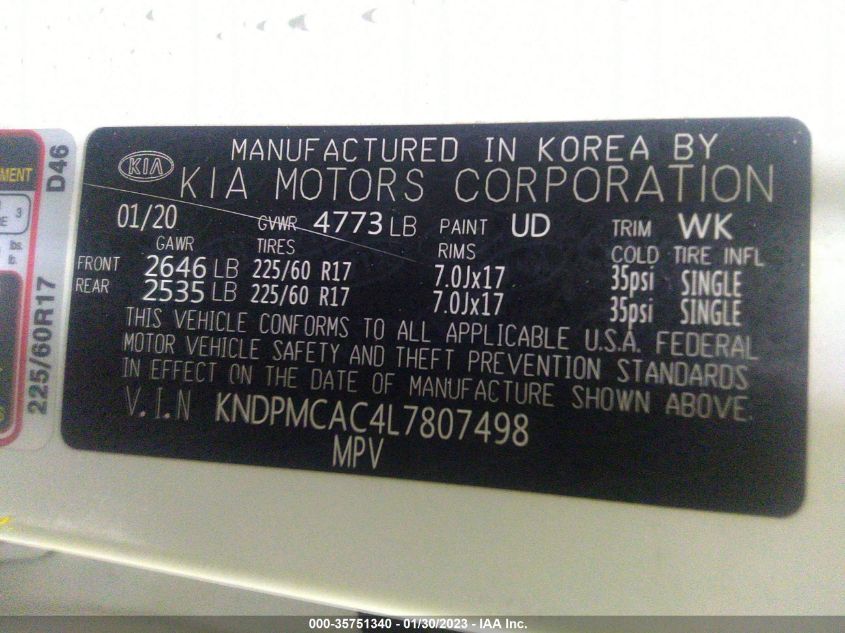 MANUFACTURED IN KOREA BY
KIA KIA MOTORS CORPORATION
01/20 GVWR 4773 LB PAINT UD TRIM WK
GAWR TIRES RIMS COLD TIRE INFL
FRONT 2646 LB 225/60 R17 7.0Jx17 35psi SINGLE
REAR 2535 LB 225/60 R17 7.0Jx17 35psi SINGLE
THIS VEHICLE CONFORMS TO ALL APPLICABLE U.S.A. FEDERAL
MOTOR VEHICLE SAFETY AND THEFT PREVENTION STANDARDS
IN EFFECT ON THE DATE OF MANUFACTURE SHOWN ABOVE.
V.I.N KNDPMCAC4L7807498
MPV
D46
225/60R17
3
lbs.
lb.
000-35751340 - 01/30/2023 - IAA Inc.